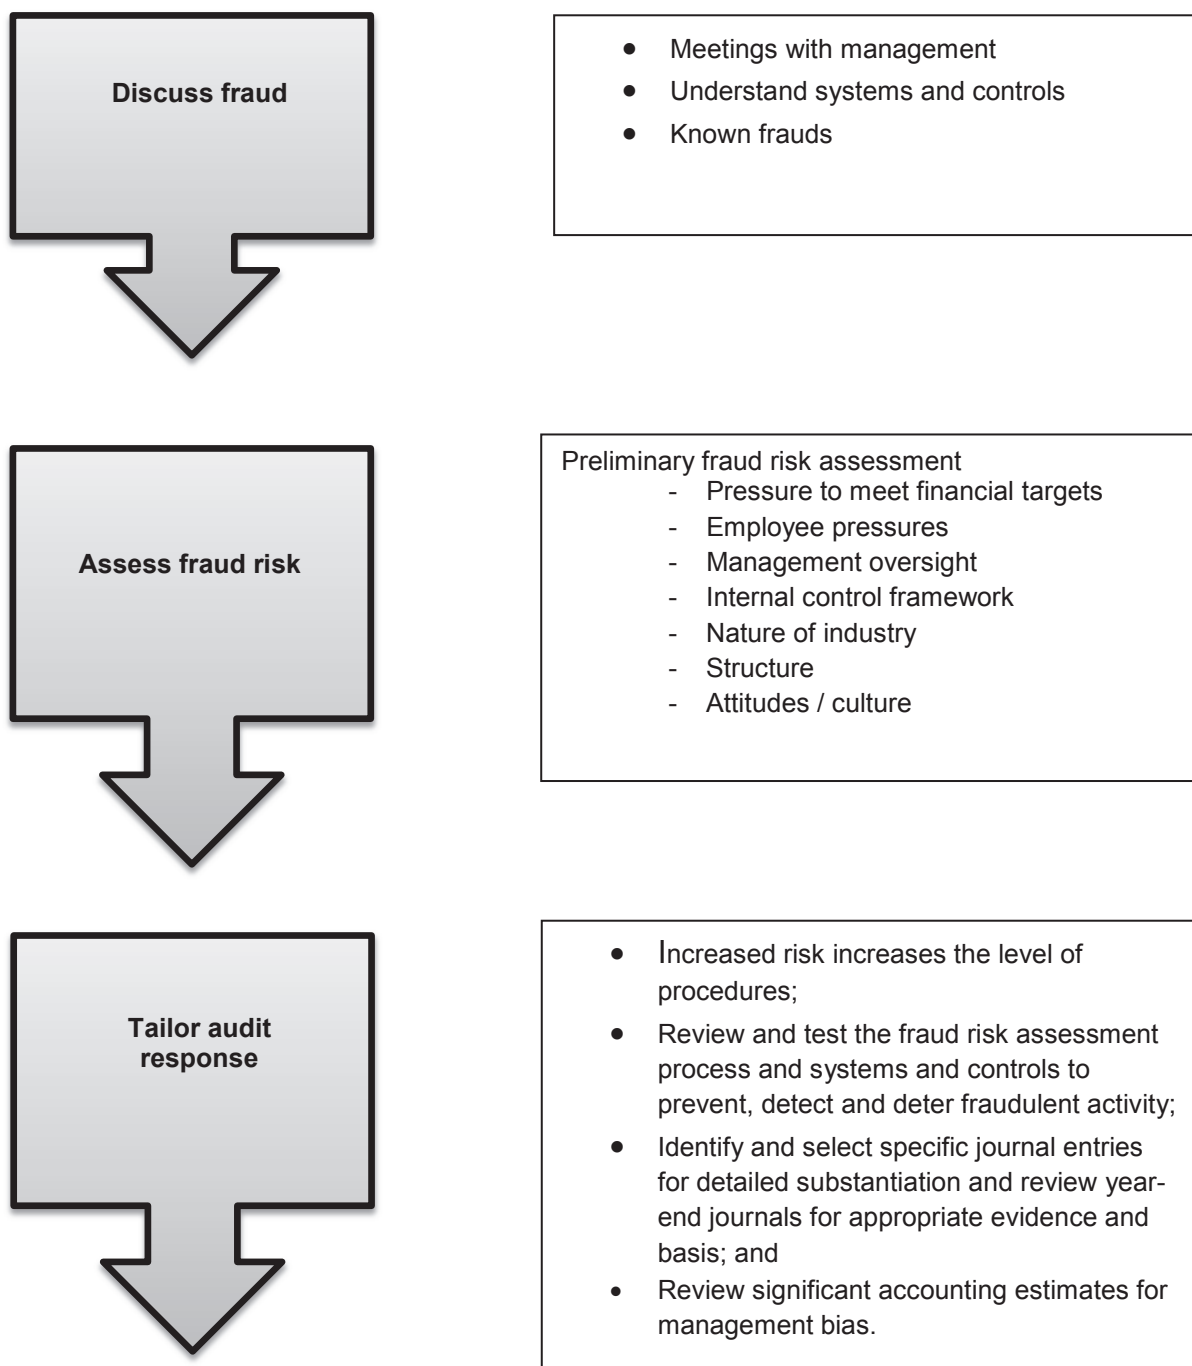 Discuss fraud
● Meetings with management
● Understand systems and controls
● Known frauds
Assess fraud risk
Preliminary fraud risk assessment
- Pressure to meet financial targets
- Employee pressures
- Management oversight
- Internal control framework
- Nature of industry
- Structure
- Attitudes / culture
Tailor audit
response
● Increased risk increases the level of
procedures;
● Review and test the fraud risk assessment
process and systems and controls to
prevent, detect and deter fraudulent activity;
● Identify and select specific journal entries
for detailed substantiation and review year-
end journals for appropriate evidence and
basis; and
● Review significant accounting estimates for
management bias.